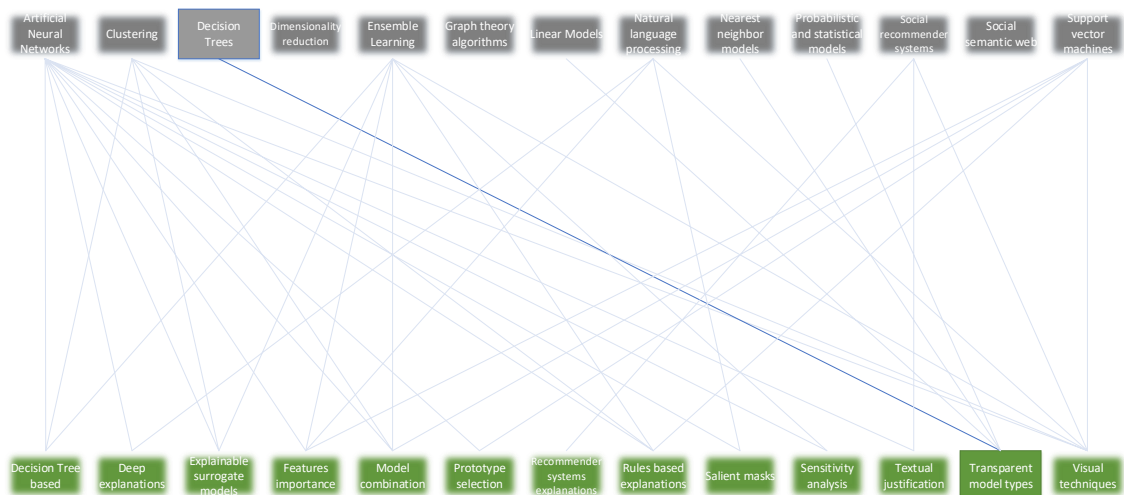 Artificial
Neural
Networks
Clustering
Decision
Trees
Dimensionality
reduction
Ensemble
Learning
Graph theory
algorithms
Linear Models
Natural
language
processing
Nearest
neighbor
models
Probabilistic
and statistical
models
Social
recommender
systems
Social
semantic web
Support
vector
machines
Decision Tree
based
Deep
explanations
Explainable
surrogate
models
Features
importance
Model
combination
Prototype
selection
Recommender
systems
explanations
Rules based
explanations
Salient masks
Sensitivity
analysis
Textual
justification
Transparent
model types
Visual
techniques